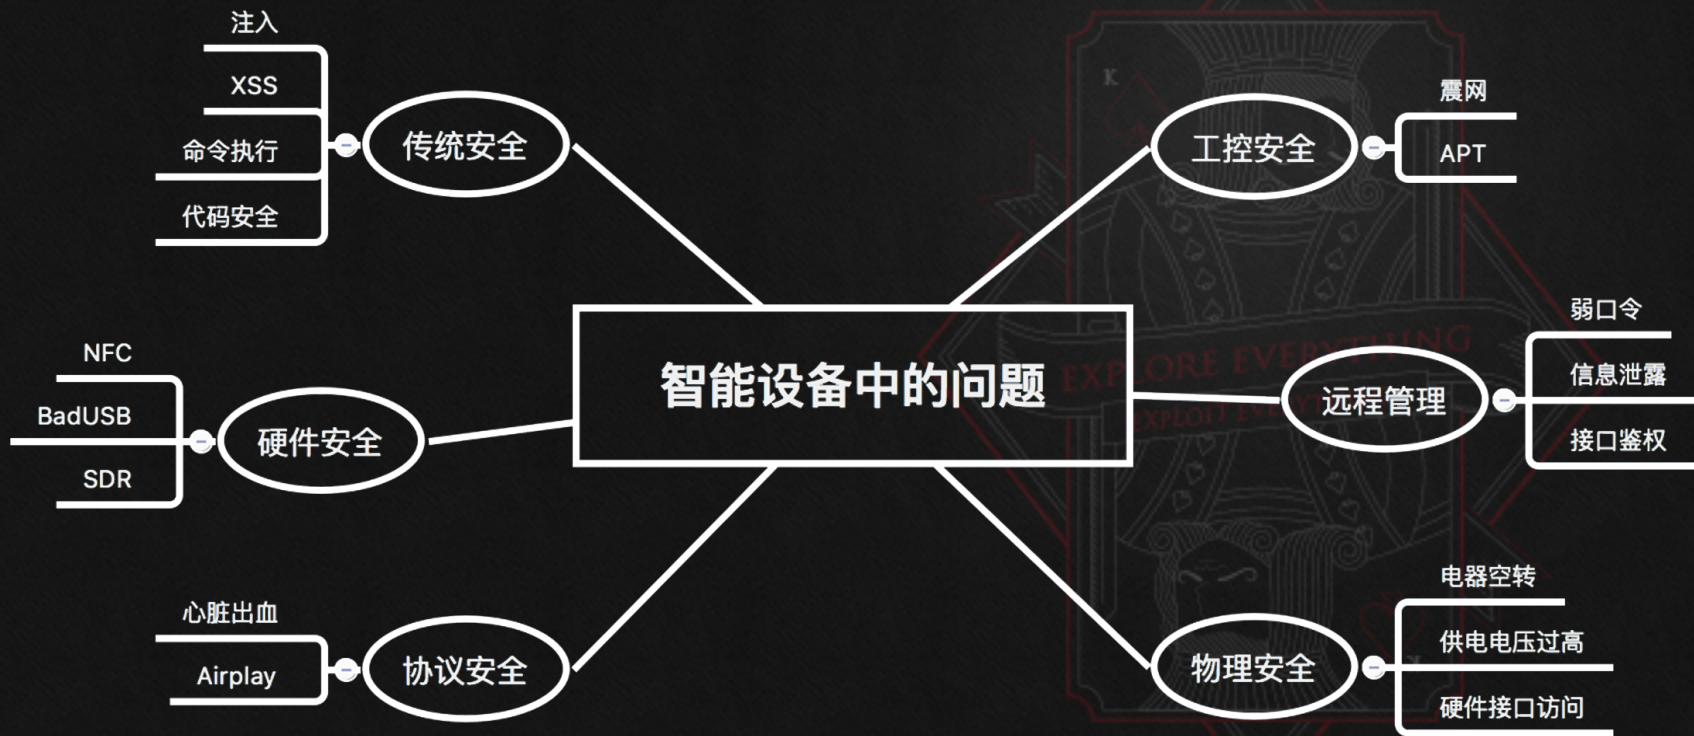 注入
XSS
命令执行
代码安全
传统安全
NFC
BadUSB
SDR
硬件安全
心脏出血
Airplay
协议安全
智能设备中的问题
工控安全
震网
APT
远程管理
弱口令
信息泄露
接口鉴权
物理安全
电器空转
供电电压过高
硬件接口访问
K
EXPLORE EVERYTHING
EXPLOIT EVERYTHING
K